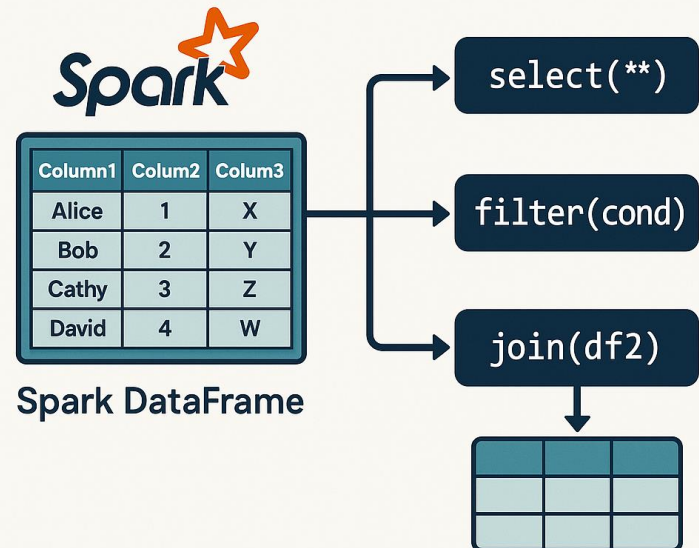 Spark
Column1 Colum2 Colum3
Alice 1 X
Bob 2 Y
Cathy 3 Z
David 4 W
Spark DataFrame
select(**)
filter(cond)
join(df2)